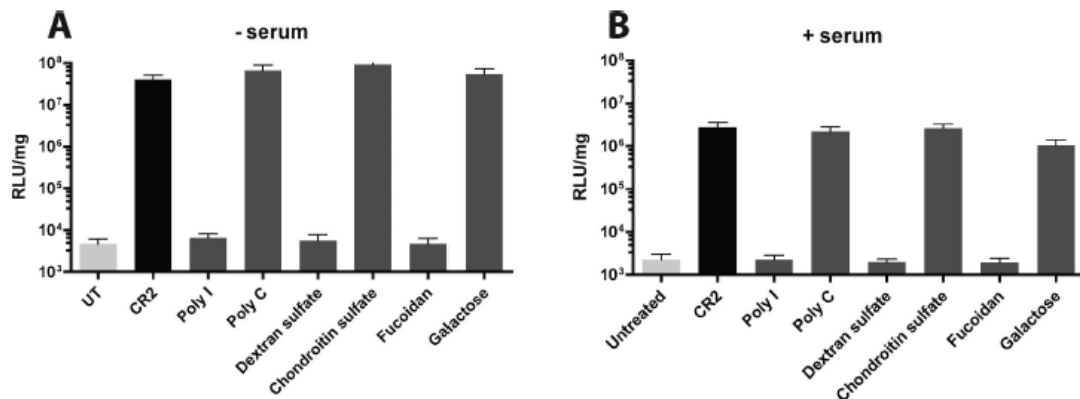 A
- serum
RLU/mg
10⁸
10⁷
10⁶
10⁵
10⁴
10³
UT
CR2
Poly I
Poly C
Dextran sulfate
Chondroitin sulfate
Fucoidan
Galactose
B
+ serum
RLU/mg
10⁸
10⁷
10⁶
10⁵
10⁴
10³
Untreated
CR2
Poly I
Poly C
Dextran sulfate
Chondroitin sulfate
Fucoidan
Galactose